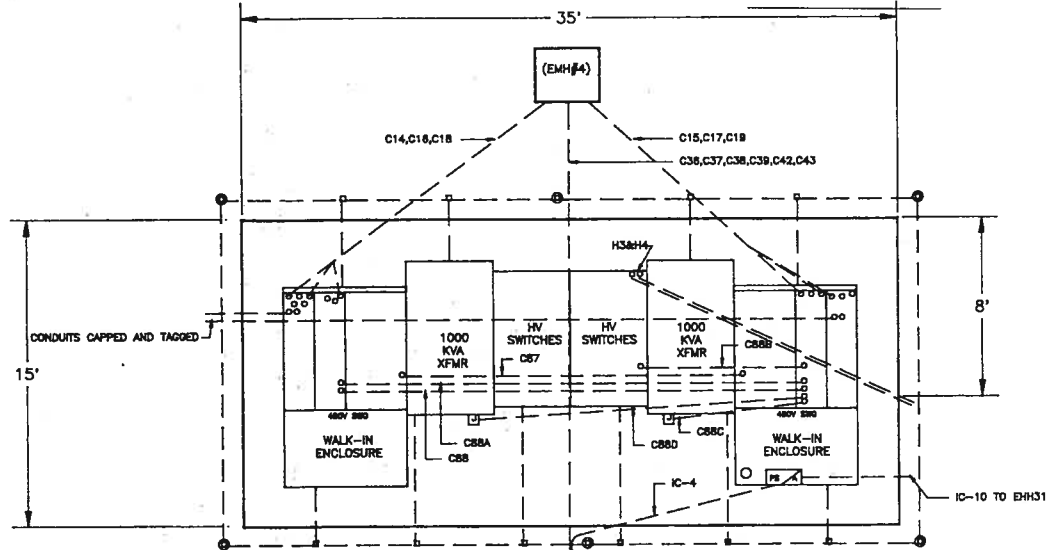 35'
(EMH#4)
C14,C16,C18
C15,C17,C19
C36,C37,C38,C39,C42,C43
H3&H4
8'
CONDUITS CAPPED AND TAGGED
15'
1000
KVA
XFMR
HV
SWITCHES
HV
SWITCHES
1000
KVA
XFMR
C87
C88B
480V SWG
WALK-IN
ENCLOSURE
C88A
C88
C88D
C88C
480V SWG
WALK-IN
ENCLOSURE
IC-4
IC-10 TO EHH31